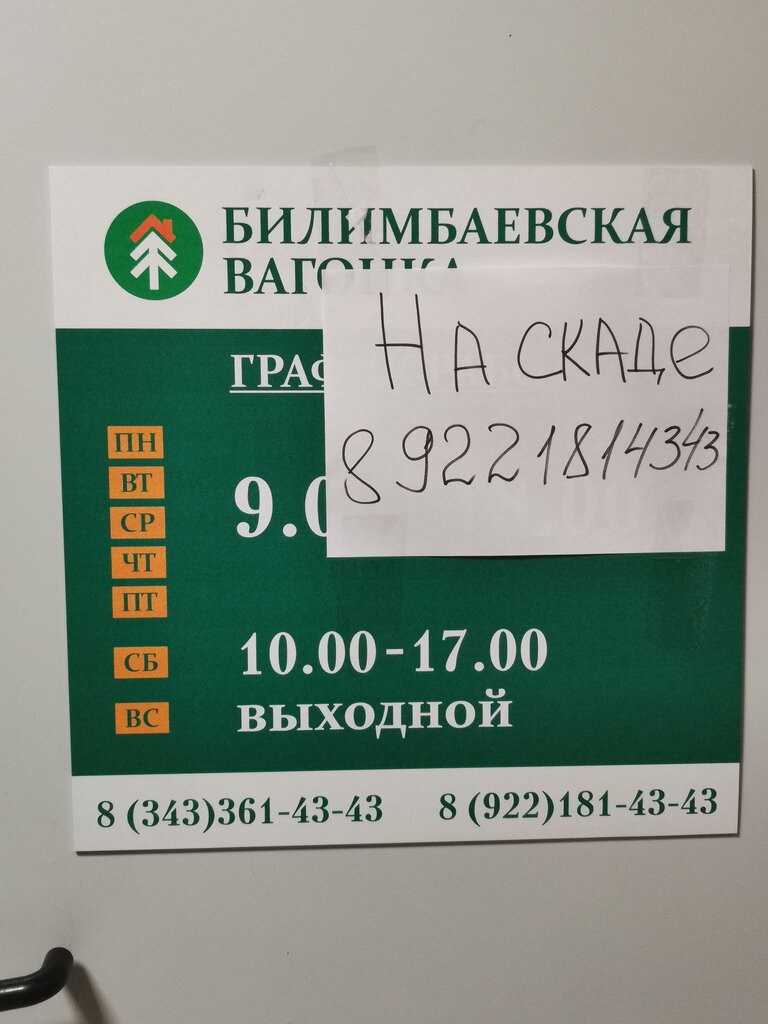 БИЛИМБАЕВСКАЯ
ВАГОНКА
На скаде
89221814343
ПН
ВТ
СР
ЧТ
ПТ
СБ
10.00-17.00
ВС
ВЫХОДНОЙ
8 (343)361-43-43
8 (922)181-43-43